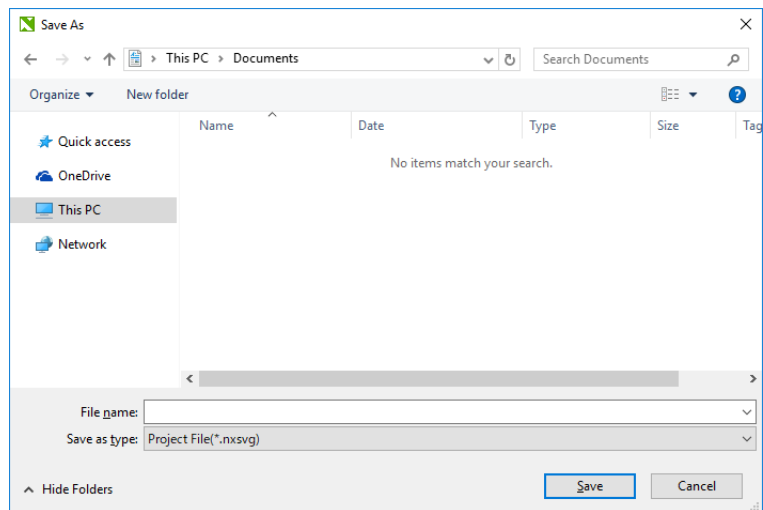 Save As
This PC > Documents
Search Documents
Organize
New folder
Name
Date
Type
Size
Tag
Quick access
No items match your search.
OneDrive
This PC
Network
File name:
Save as type: Project File(*.nxsvg)
Hide Folders
Save
Cancel